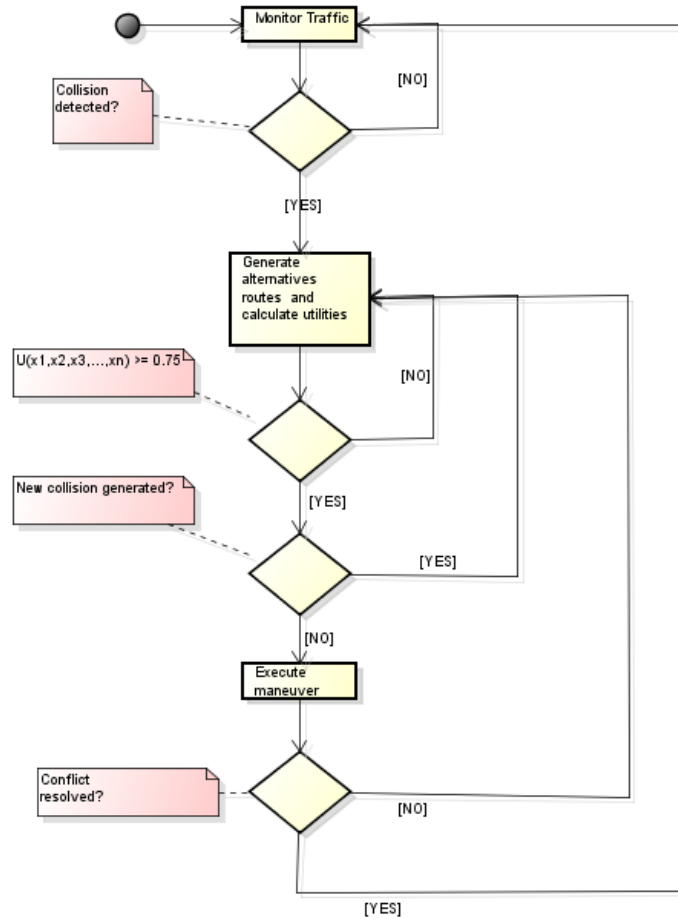 Monitor Traffic
[NO]
Collision
detected?
[YES]
Generate
alternatives
routes and
calculate utilities
U(x1,x2,x3,...,xn) >= 0.75
[NO]
New collision generated?
[YES]
[YES]
[NO]
Execute
maneuver
Conflict
resolved?
[NO]
[YES]